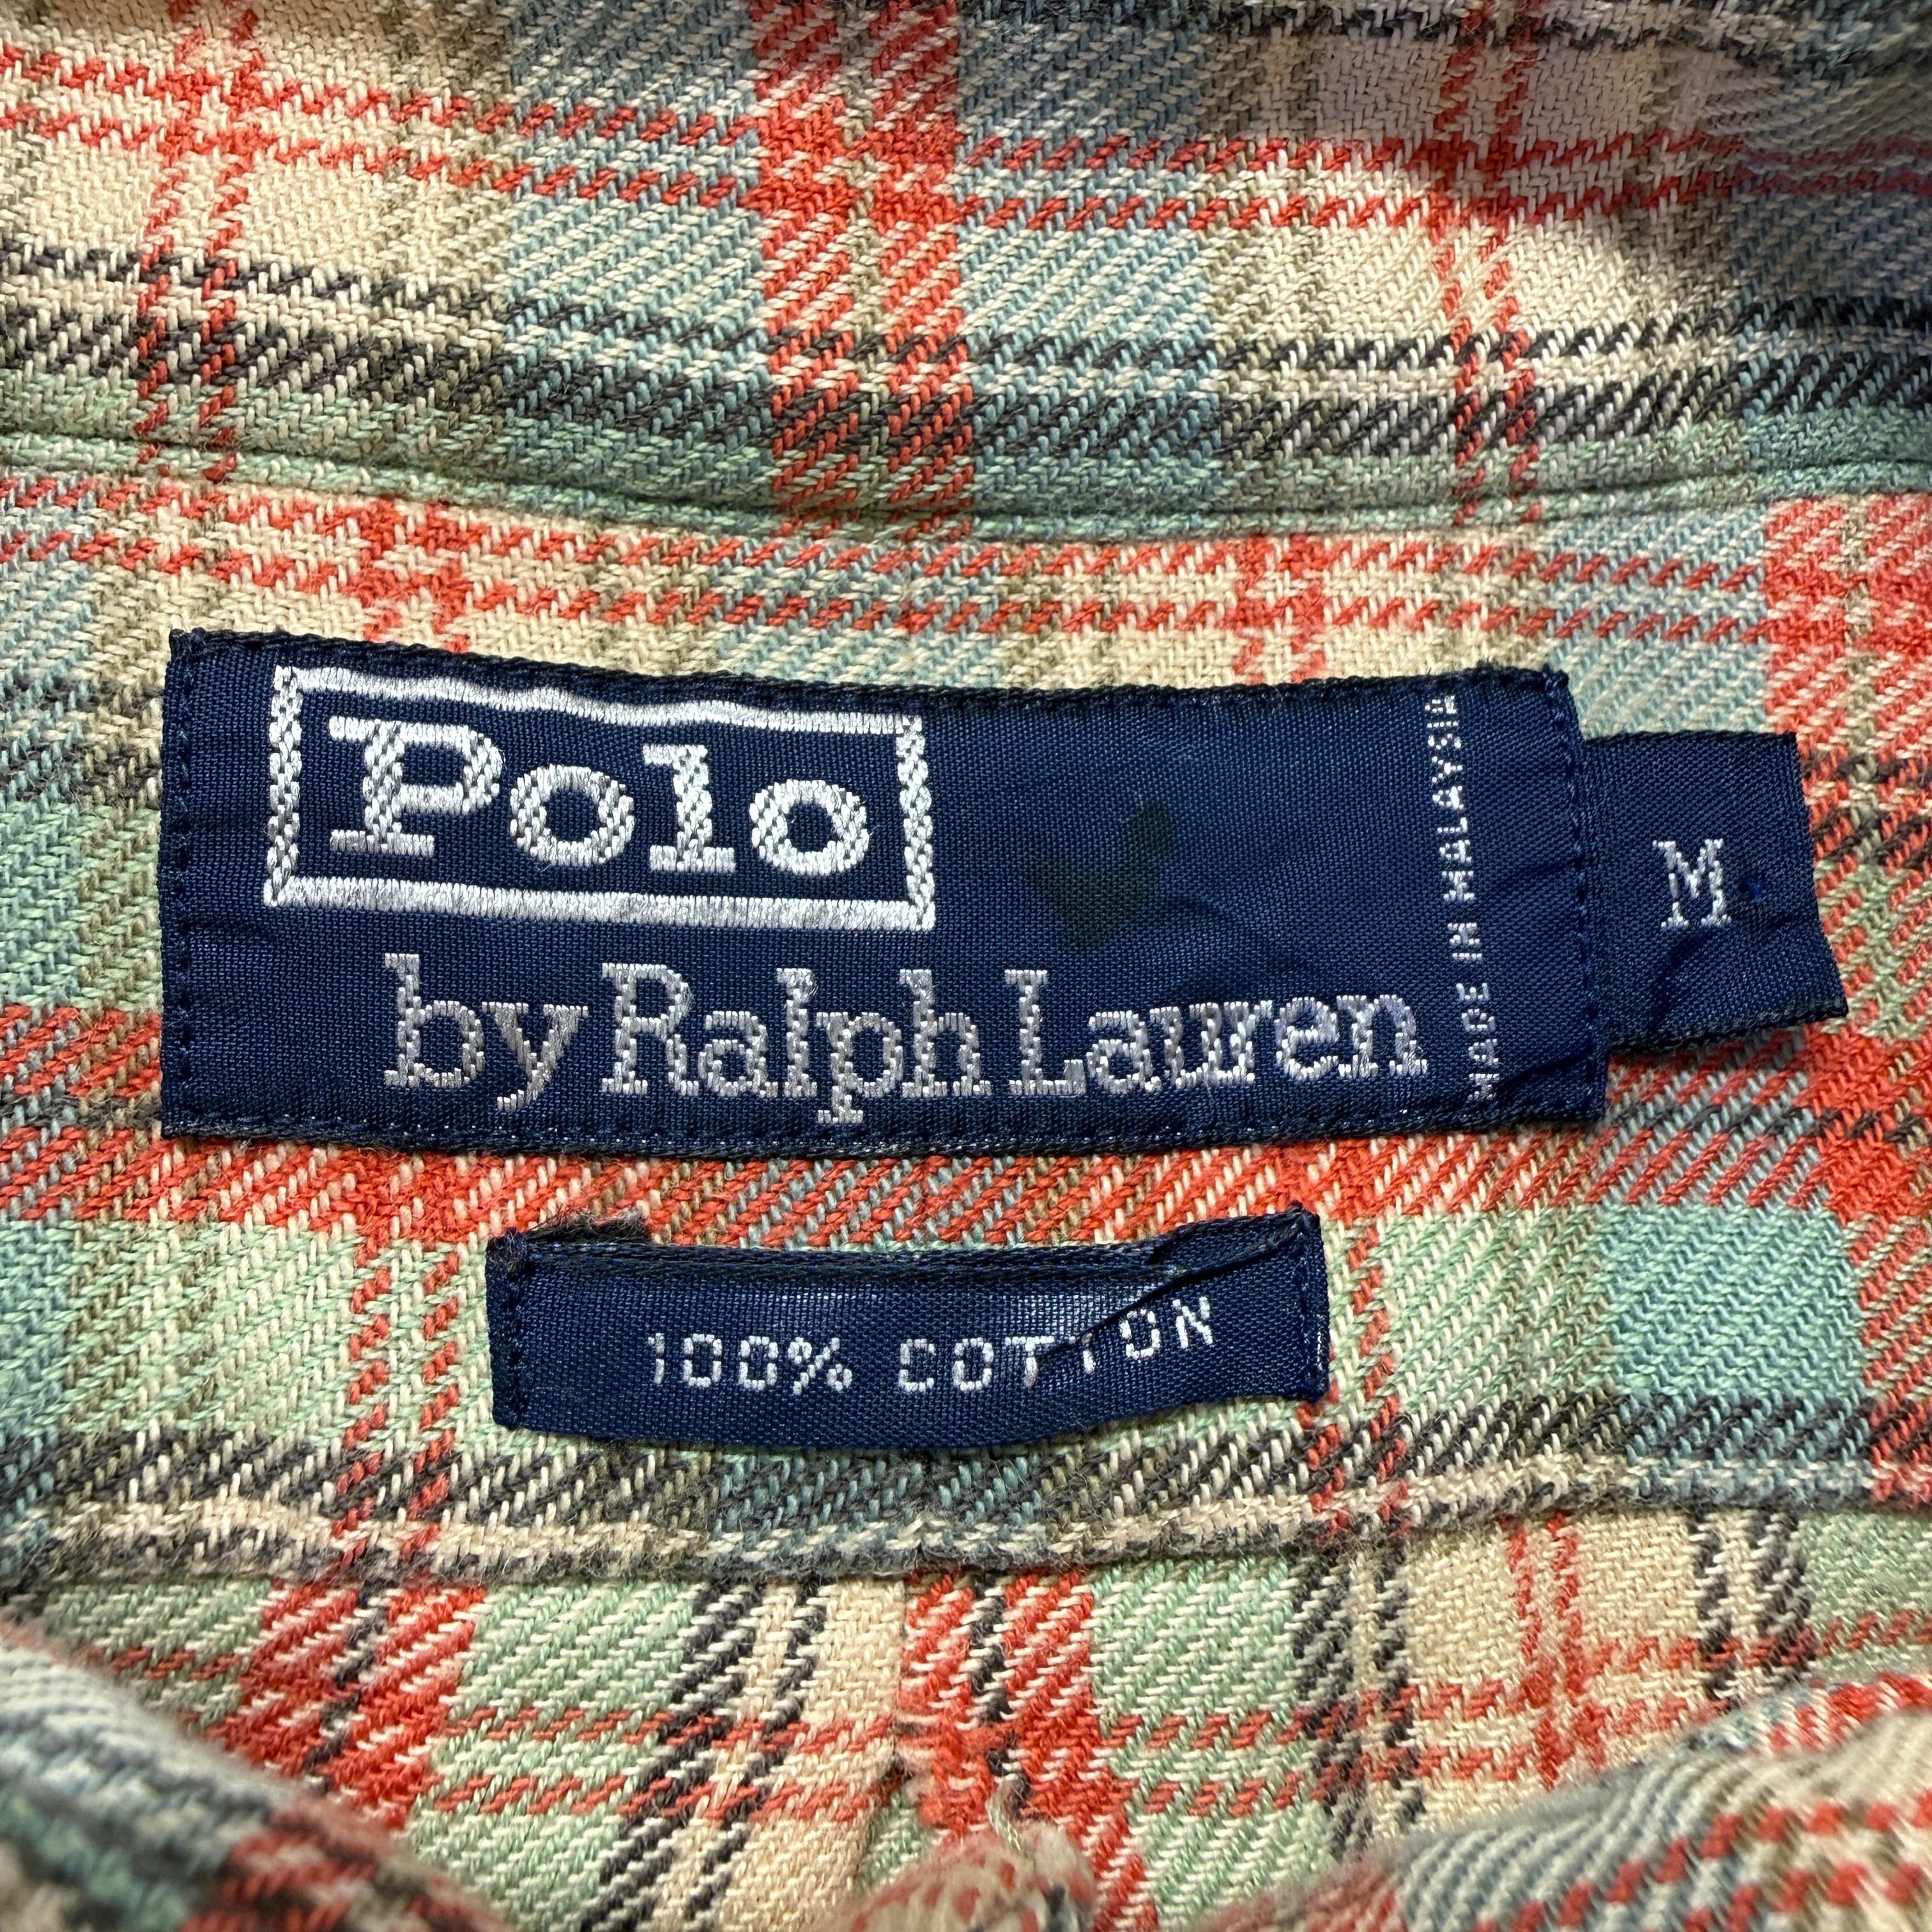 Polo
by Ralph Lauren
MADE IN MALAYSIA
M
100% COTTON